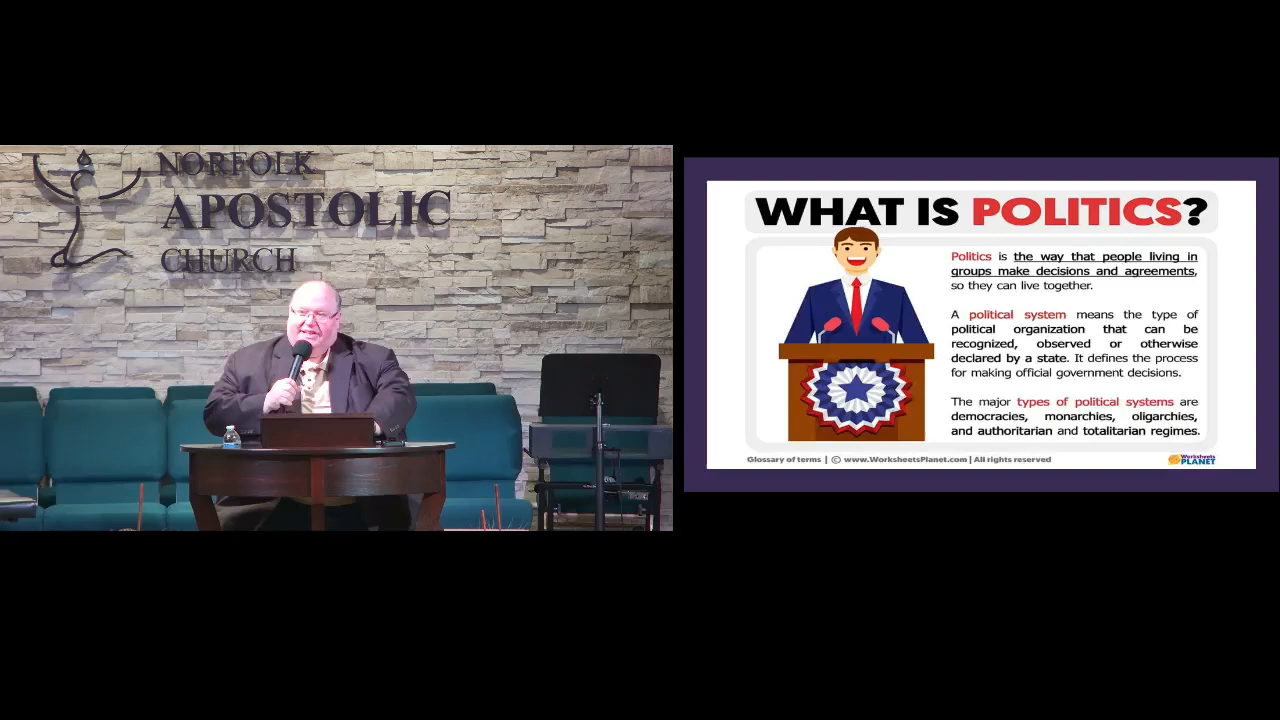 NORFOLK
APOSTOLIC
CHURCH
WHAT IS POLITICS?
Politics is the way that people living in
groups make decisions and agreements,
so they can live together.
A political system means the type of
political organization that can be
recognized, observed or otherwise
declared by a state. It defines the process
for making official government decisions.
The major types of political systems are
democracies, monarchies, oligarchies,
and authoritarian and totalitarian regimes.
Glossary of terms | © www.WorksheetsPlanet.com | All rights reserved
Worksheets
PLANET